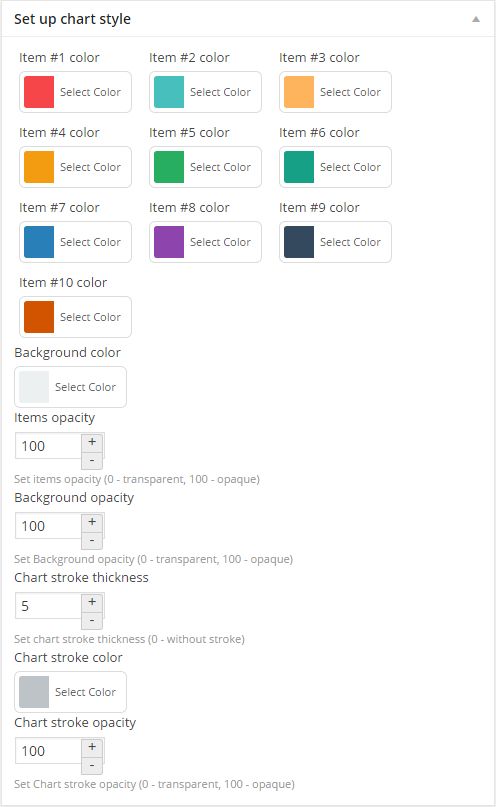 Set up chart style
Item #1 color Item #2 color Item #3 color
Select Color Select Color Select Color
Item #4 color Item #5 color Item #6 color
Select Color Select Color Select Color
Item #7 color Item #8 color Item #9 color
Select Color Select Color Select Color
Item #10 color
Select Color
Background color
Select Color
Items opacity
100 + -
Set items opacity (0 - transparent, 100 - opaque)
Background opacity
100 + -
Set Background opacity (0 - transparent, 100 - opaque)
Chart stroke thickness
5 + -
Set chart stroke thickness (0 - without stroke)
Chart stroke color
Select Color
Chart stroke opacity
100 + -
Set Chart stroke opacity (0 - transparent, 100 - opaque)